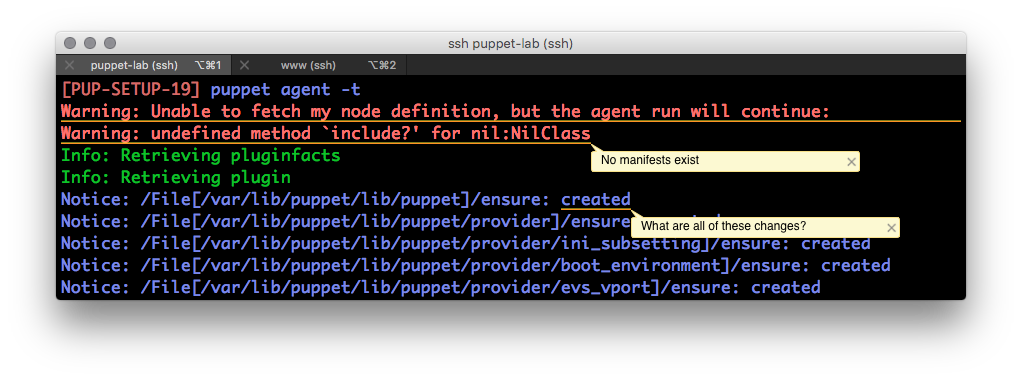 ssh puppet-lab (ssh)
puppet-lab (ssh) ⌥⌘1 www (ssh) ⌥⌘2
[PUP-SETUP-19] puppet agent -t
Warning: Unable to fetch my node definition, but the agent run will continue:
Warning: undefined method `include?' for nil:NilClass
Info: Retrieving pluginfacts
No manifests exist
Info: Retrieving plugin
Notice: /File[/var/lib/puppet/lib/puppet]/ensure: created
Notice: /File[/var/lib/puppet/lib/puppet/provider]/ensure
What are all of these changes?
Notice: /File[/var/lib/puppet/lib/puppet/provider/ini_subsetting]/ensure: created
Notice: /File[/var/lib/puppet/lib/puppet/provider/boot_environment]/ensure: created
Notice: /File[/var/lib/puppet/lib/puppet/provider/evs_vport]/ensure: created